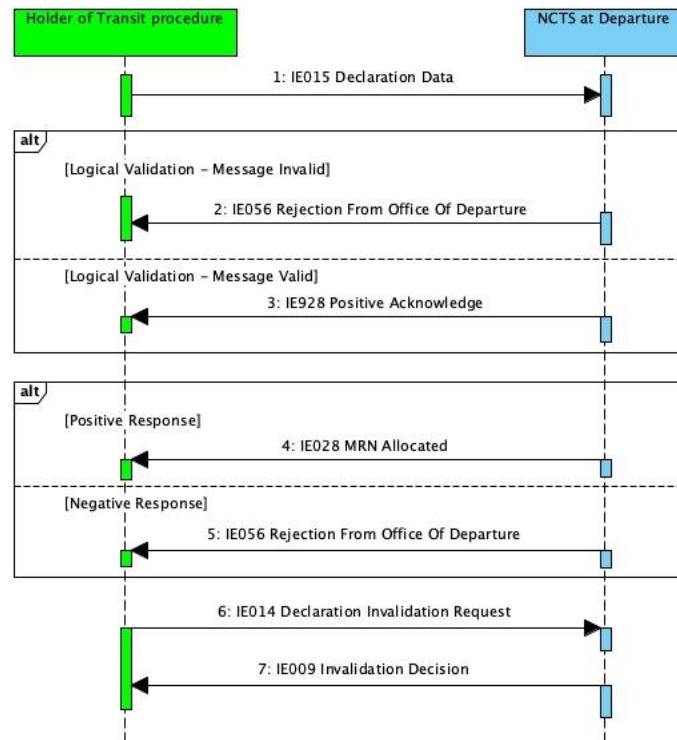 Holder of Transit procedure
NCTS at Departure
1: IE015 Declaration Data
alt
[Logical Validation – Message Invalid]
2: IE056 Rejection From Office Of Departure
[Logical Validation – Message Valid]
3: IE928 Positive Acknowledge
alt
[Positive Response]
4: IE028 MRN Allocated
[Negative Response]
5: IE056 Rejection From Office Of Departure
6: IE014 Declaration Invalidation Request
7: IE009 Invalidation Decision